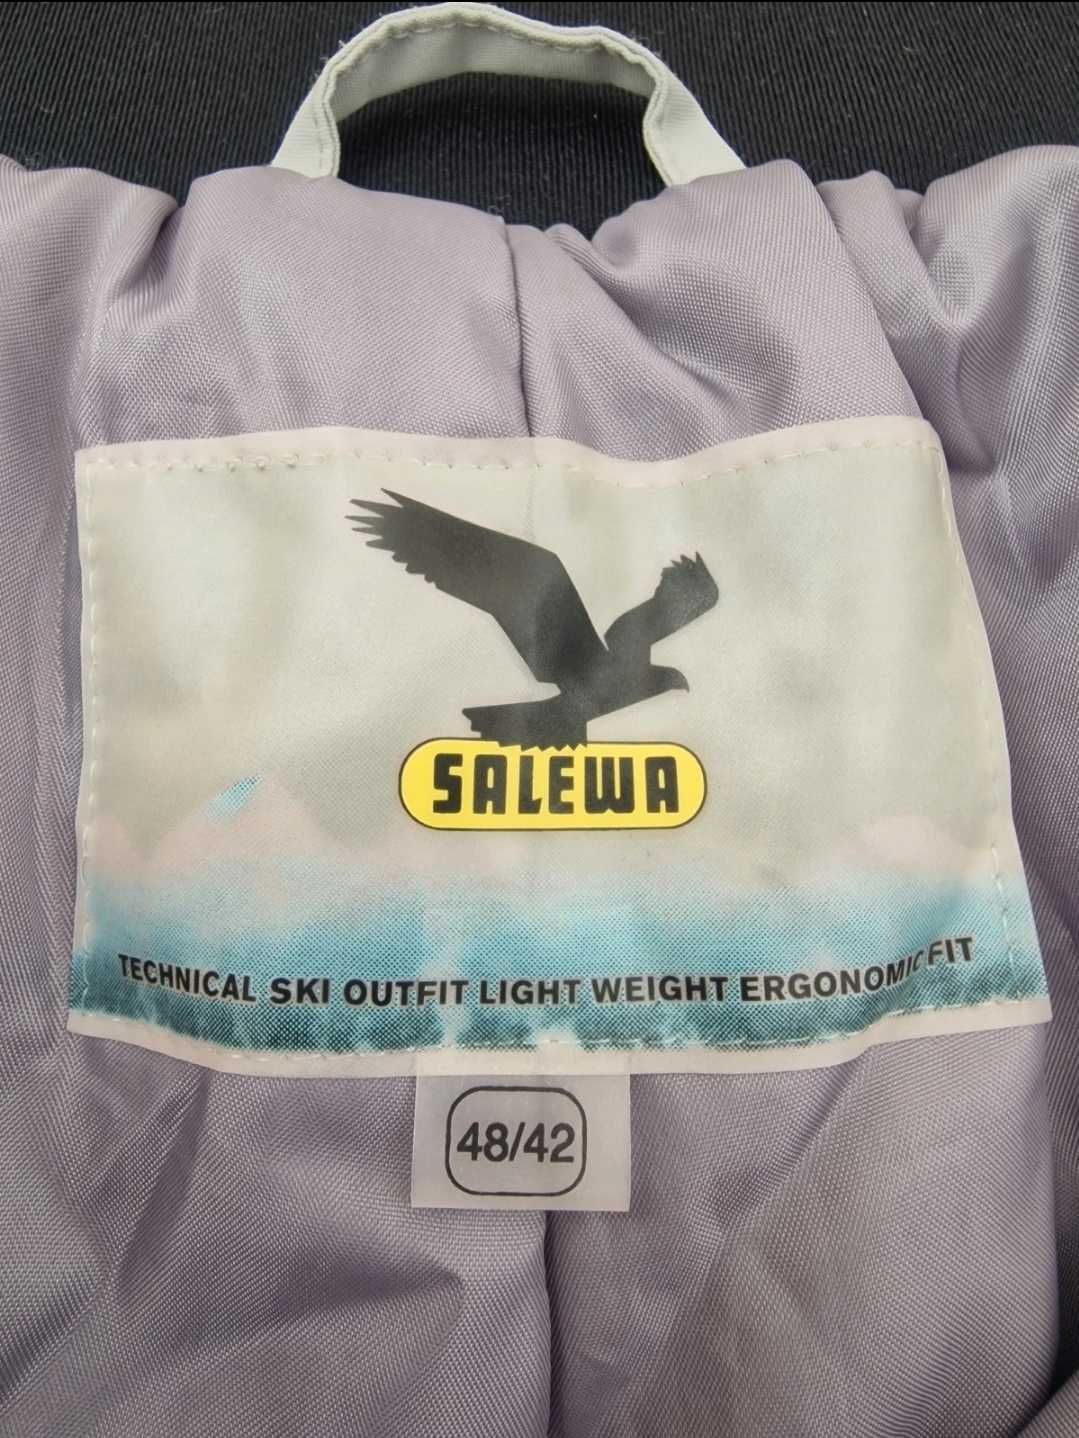 SALEWA
TECHNICAL SKI OUTFIT LIGHT WEIGHT ERGONOMIC FIT
48/42